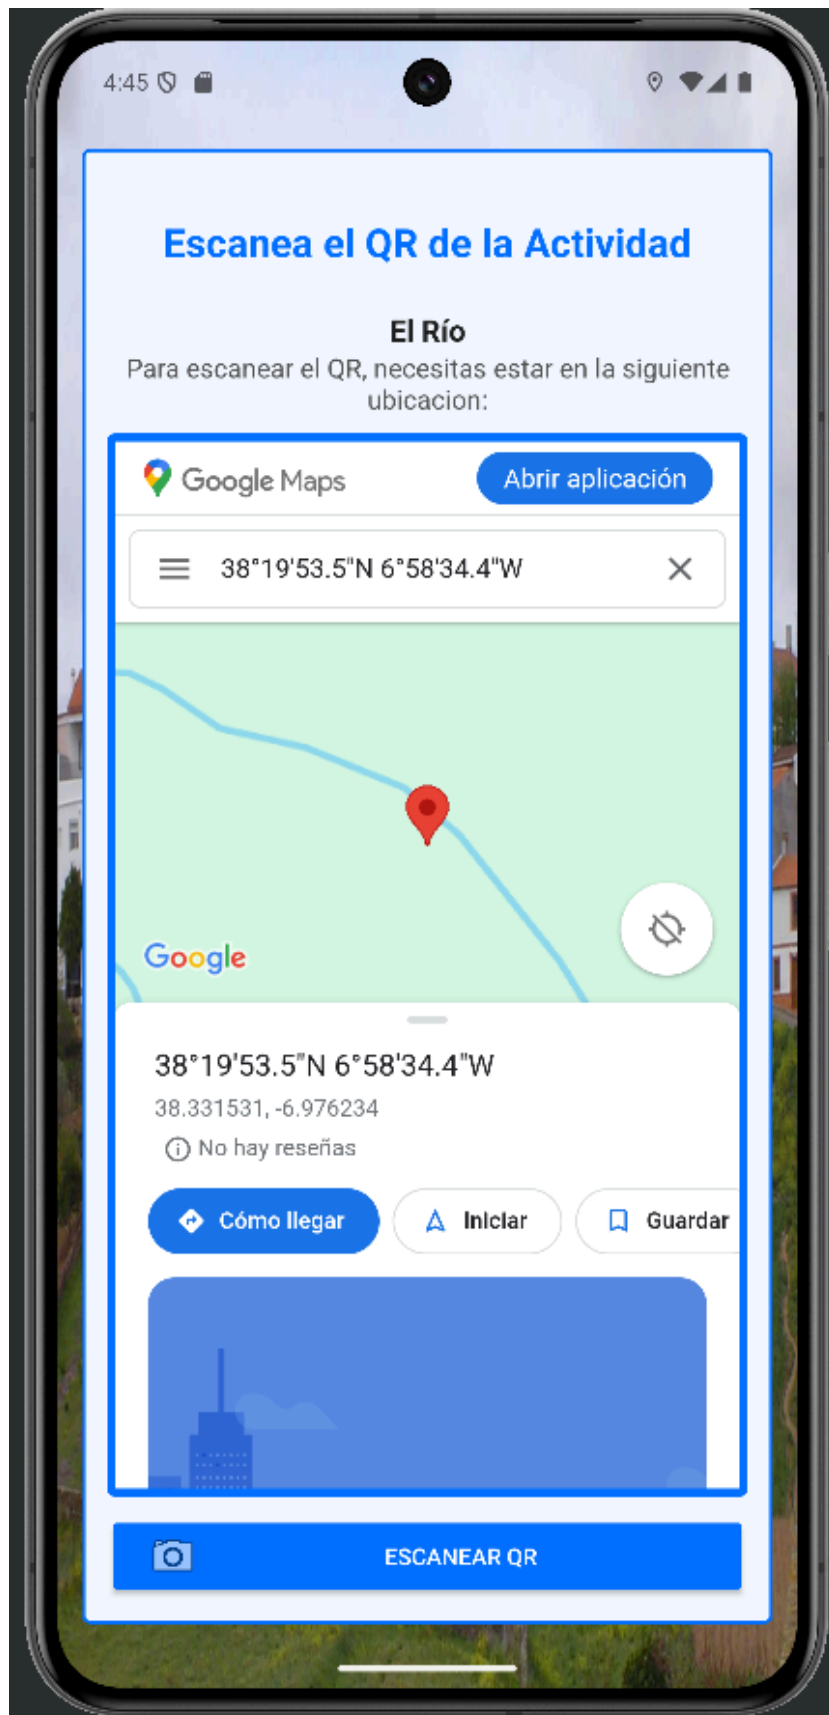 4:45
Escanea el QR de la Actividad
El Río
Para escanear el QR, necesitas estar en la siguiente
ubicacion:
Google Maps
Abrir aplicación
38°19'53.5"N 6°58'34.4"W
Google
38°19'53.5"N 6°58'34.4"W
38.331531, -6.976234
No hay reseñas
Cómo llegar
Iniciar
Guardar
ESCANEAR QR